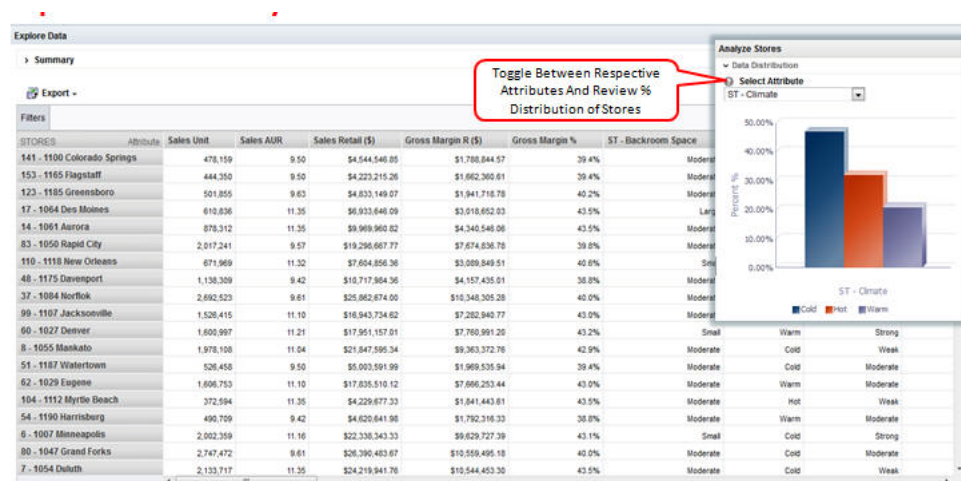 Explore Data
Summary
Export
Filters
STORES Attribute Sales Unit Sales AUR Sales Retail ($) Gross Margin R ($) Gross Margin % ST - Backroom Space
141 - 1100 Colorado Springs 478,159 9.50 $4,544,546.85 $1,788,844.57 39.4%
153 - 1165 Flagstaff 444,350 9.50 $4,223,215.26 $1,662,360.61 39.4%
123 - 1185 Greensboro 501,855 9.63 $4,833,149.07 $1,941,718.78 40.2%
17 - 1064 Des Moines 610,836 11.35 $6,933,646.09 $3,018,652.03 43.5%
14 - 1061 Aurora 878,312 11.35 $9,969,960.82 $4,340,546.06 43.5%
83 - 1050 Rapid City 2,017,241 9.57 $19,298,667.77 $7,674,836.78 39.8%
110 - 1118 New Orleans 671,969 11.32 $7,604,856.36 $3,089,849.51 40.6%
48 - 1175 Davenport 1,138,309 9.42 $10,717,984.36 $4,157,435.01 38.8%
37 - 1084 Norflok 2,692,523 9.61 $25,862,674.00 $10,348,305.28 40.0%
99 - 1107 Jacksonville 1,526,415 11.10 $16,943,734.62 $7,282,940.77 43.0%
60 - 1027 Denver 1,600,997 11.21 $17,951,157.01 $7,760,991.20 43.2% Small Warm Strong
8 - 1055 Mankato 1,978,108 11.04 $21,847,595.34 $9,363,372.76 42.9% Moderate Cold Weak
51 - 1187 Watertown 526,458 9.50 $5,003,591.99 $1,969,535.94 39.4% Moderate Cold Moderate
62 - 1029 Eugene 1,606,753 11.10 $17,835,510.12 $7,666,253.44 43.0% Moderate Warm Moderate
104 - 1112 Myrtle Beach 372,594 11.35 $4,229,677.33 $1,841,443.61 43.5% Moderate Hot Weak
54 - 1190 Harrisburg 490,709 9.42 $4,620,641.98 $1,792,316.33 38.8% Moderate Warm Moderate
6 - 1007 Minneapolis 2,002,359 11.16 $22,338,343.33 $9,629,727.39 43.1% Small Cold Strong
80 - 1047 Grand Forks 2,747,472 9.61 $26,390,483.67 $10,559,495.18 40.0% Moderate Cold Moderate
7 - 1054 Duluth 2,133,717 11.35 $24,219,941.76 $10,544,453.30 43.5% Moderate Cold Weak
Toggle Between Respective
Attributes And Review %
Distribution of Stores
Analyze Stores
Data Distribution
Select Attribute
ST - Climate
50.00%
40.00%
30.00%
20.00%
10.00%
0.00%
Percent %
ST - Climate
Cold Hot Warm